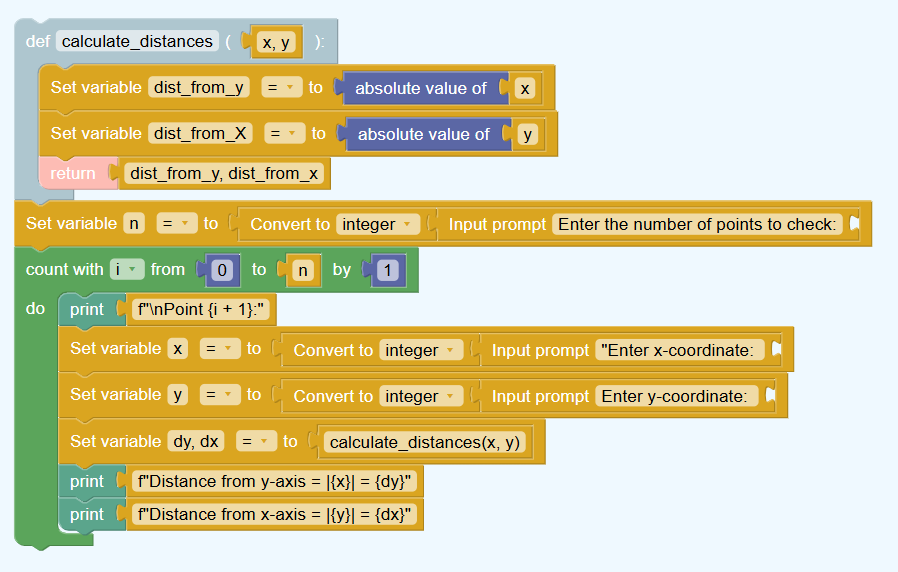 def calculate_distances ( x, y ):
Set variable dist_from_y = to absolute value of x
Set variable dist_from_X = to absolute value of y
return dist_from_y, dist_from_x
Set variable n = to Convert to integer Input prompt Enter the number of points to check:
count with i from 0 to n by 1
do print f"\nPoint {i + 1}:"
Set variable x = to Convert to integer Input prompt "Enter x-coordinate:
Set variable y = to Convert to integer Input prompt Enter y-coordinate:
Set variable dy, dx = to calculate_distances(x, y)
print f"Distance from y-axis = |{x}| = {dy}"
print f"Distance from x-axis = |{y}| = {dx}"